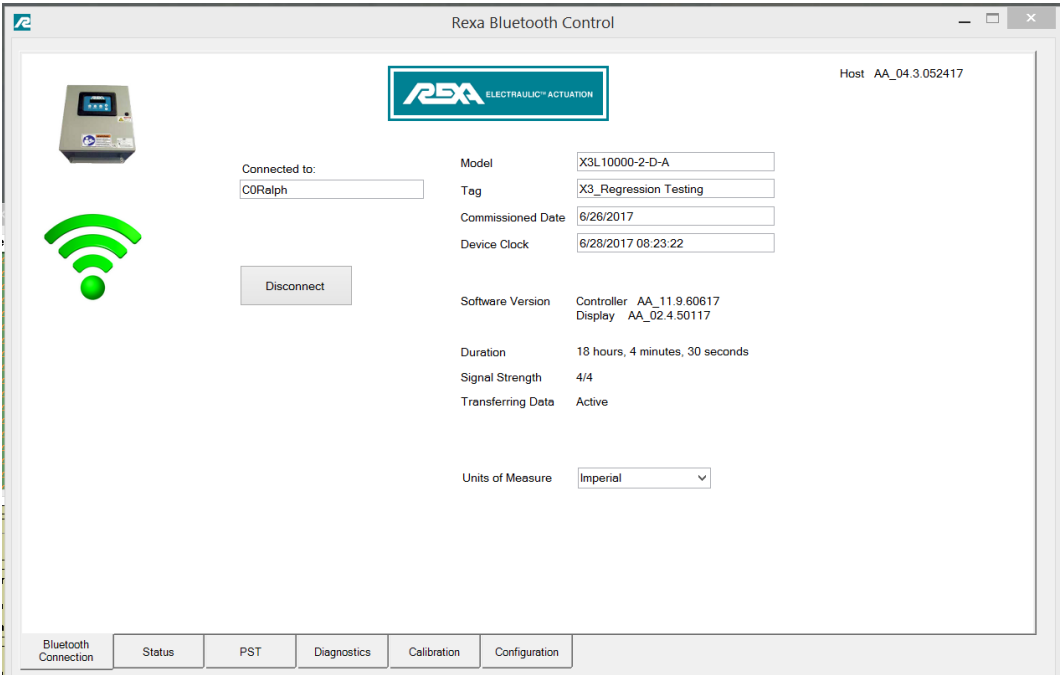 Rexa Bluetooth Control
Host AA_04.3.052417
REXA ELECTRAULIC™ ACTUATION
Connected to:
C0Ralph
Disconnect
Model X3L10000-2-D-A
Tag X3_Regression Testing
Commissioned Date 6/26/2017
Device Clock 6/28/2017 08:23:22
Software Version Controller AA_11.9.60617
Display AA_02.4.50117
Duration 18 hours, 4 minutes, 30 seconds
Signal Strength 4/4
Transferring Data Active
Units of Measure Imperial
Bluetooth
Connection
Status
PST
Diagnostics
Calibration
Configuration